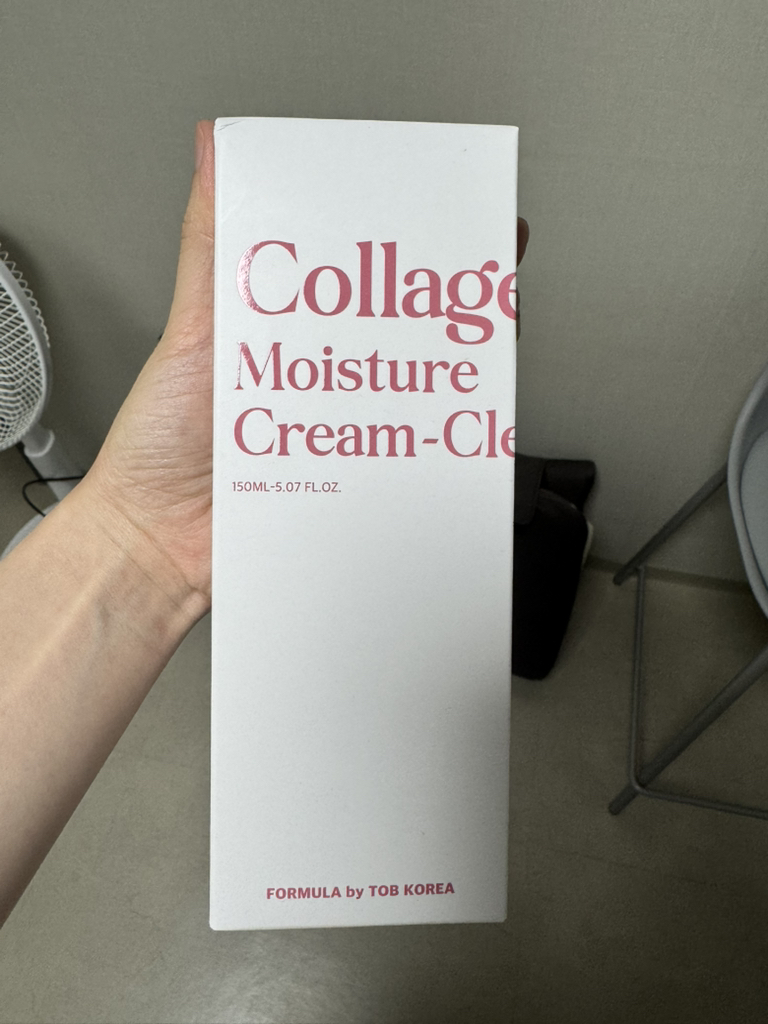 Collage
Moisture
Cream-Cle
150ML-5.07 FL.OZ.
FORMULA by TOB KOREA